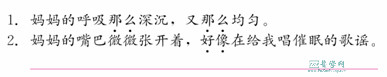 1. 妈妈的呼吸那么深沉，又那么均匀。
2. 妈妈的嘴巴微微张开着，好像在给我唱催眠的歌谣。